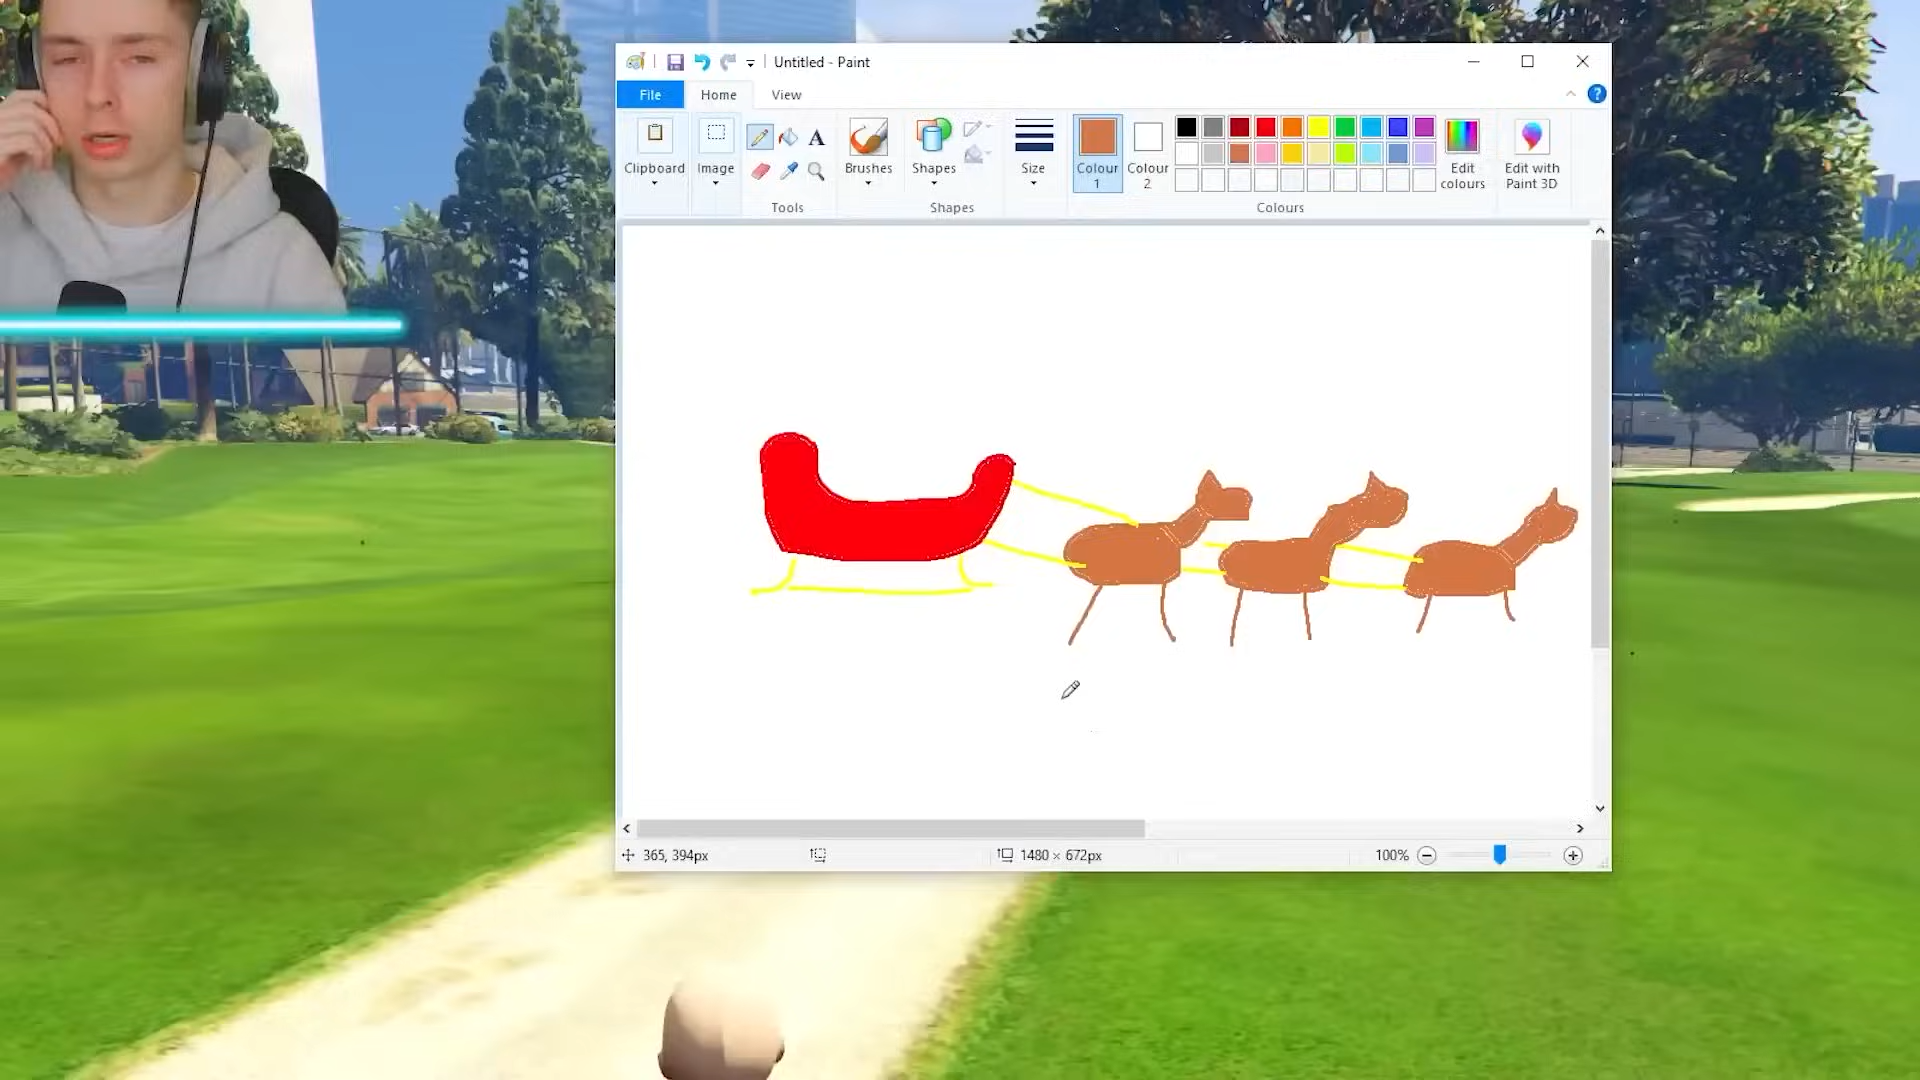 Untitled - Paint
File Home View ?
Clipboard Image A Brushes Shapes Size Colour 1 Colour 2 Edit colours Edit with Paint 3D
Tools Shapes Colours
365, 394px 1480 × 672px 100%